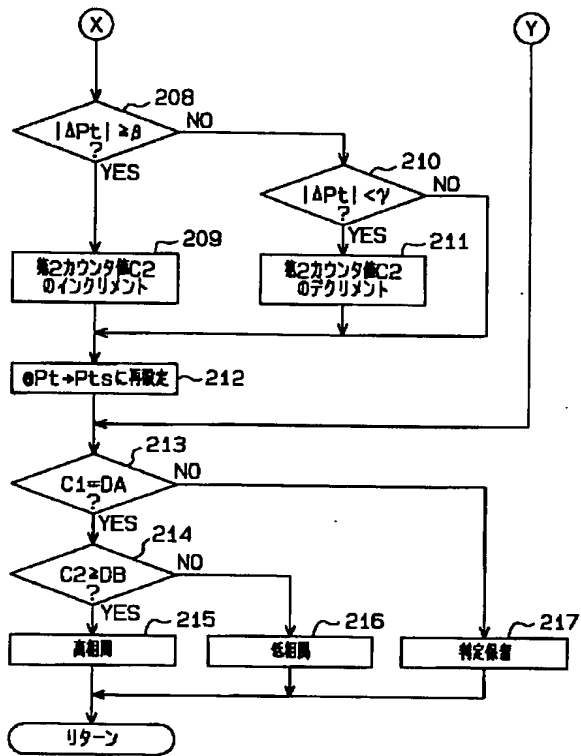 X
Y
208
|ΔPt|≧β
?
NO
YES
210
|ΔPt|<γ
?
NO
YES
209
第2カウンタ値C2
のインクリメント
211
第2カウンタ値C2
のデクリメント
@Pt→Ptsに再設定
212
213
C1=DA
?
NO
YES
214
C2≧DB
?
NO
YES
215
高相関
216
低相関
217
判定保留
リターン